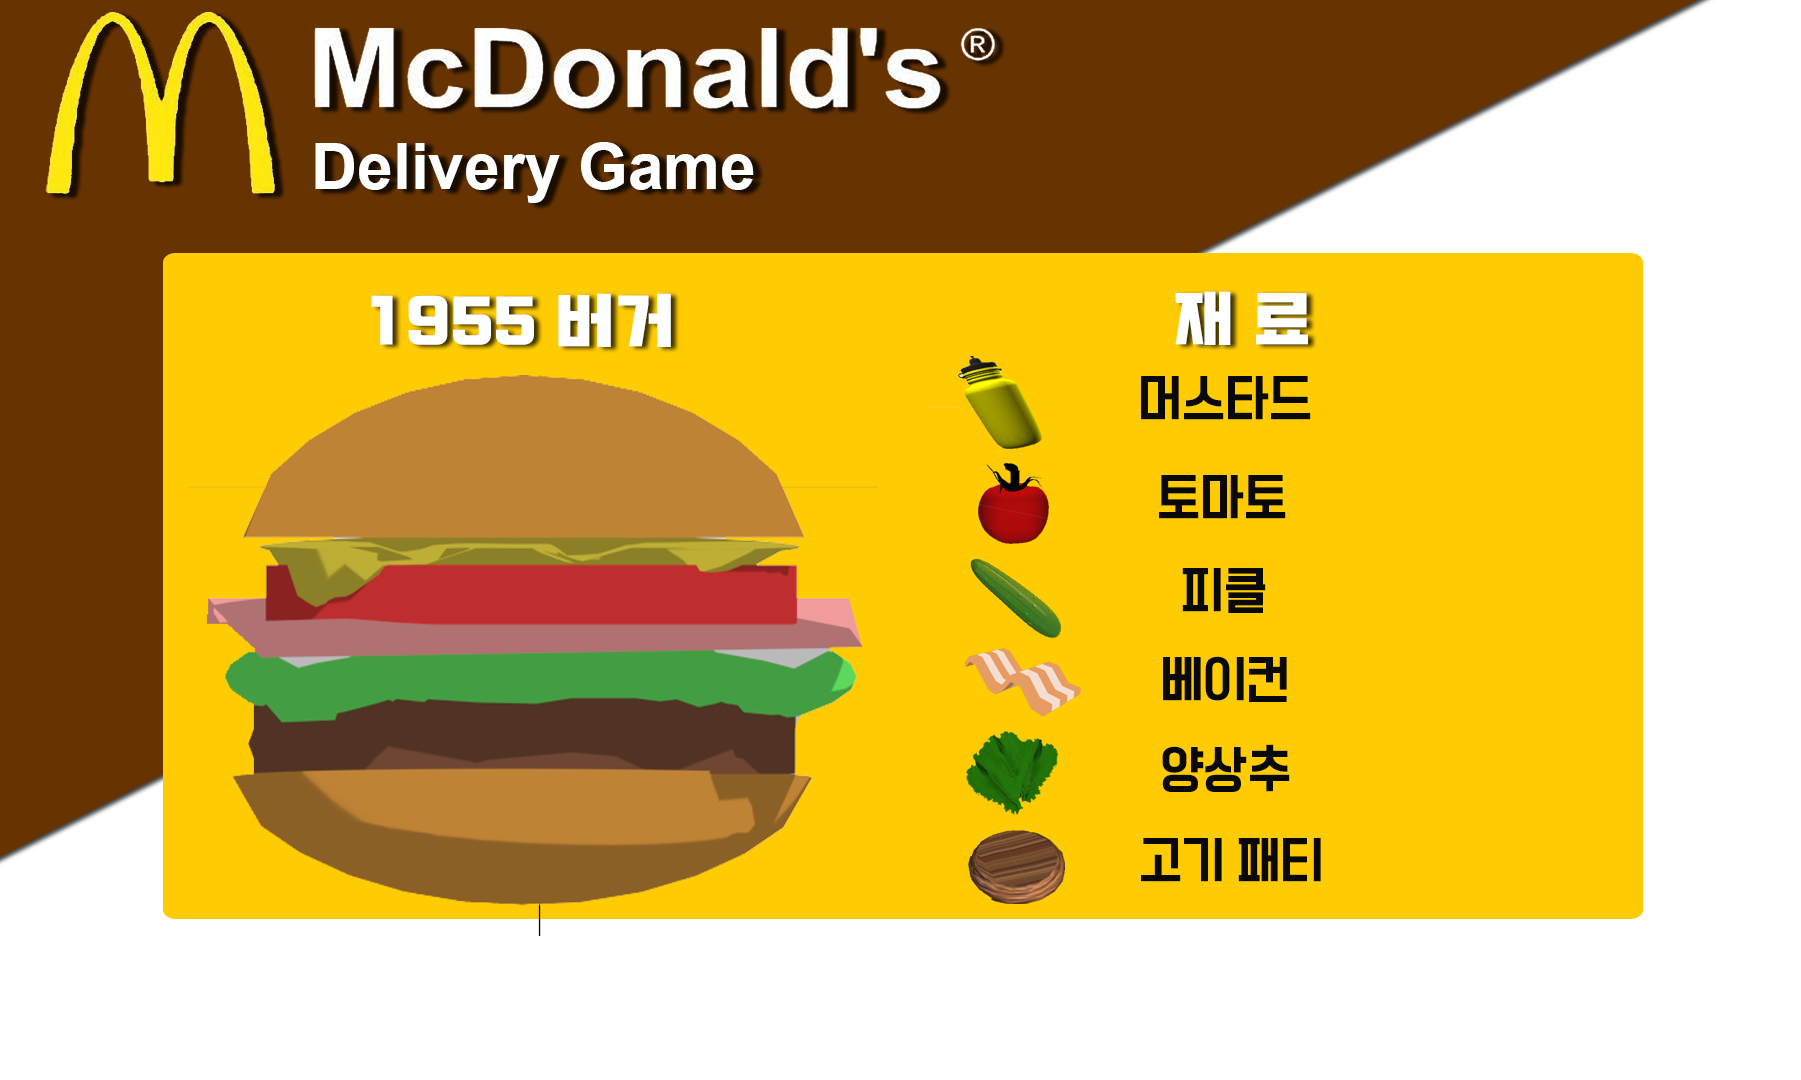 McDonald's®
Delivery Game
1955 버거
재 료
머스타드
토마토
피클
베이컨
양상추
고기 패티